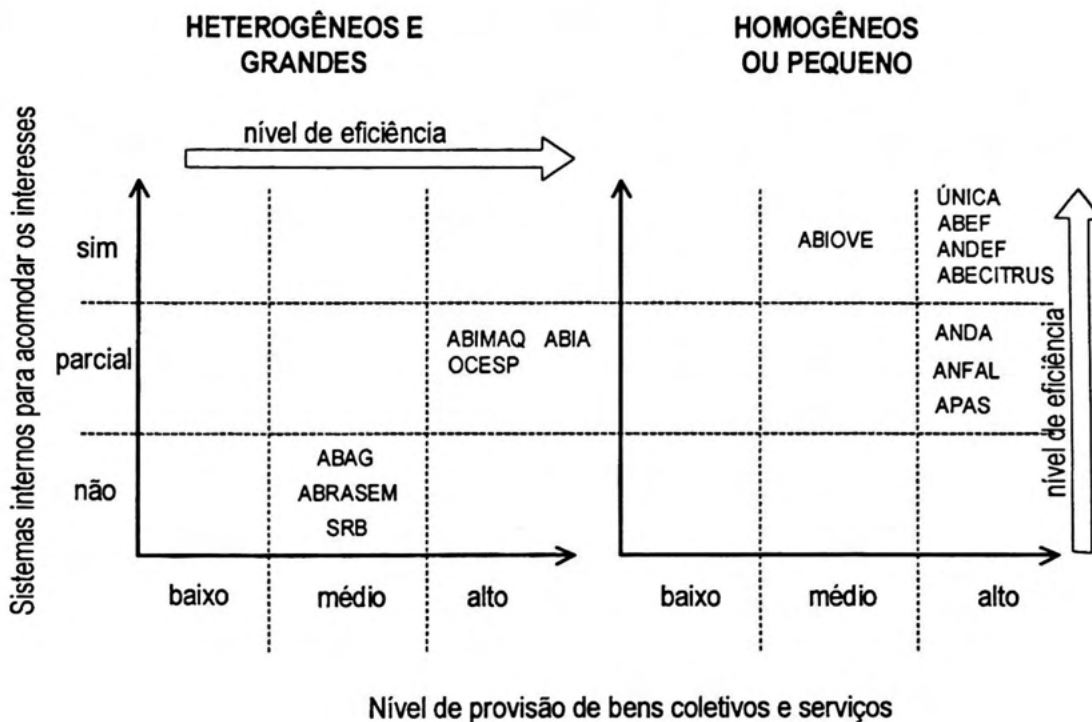 HETEROGÊNEOS E
GRANDES
HOMOGÊNEOS
OU PEQUENO
Sistemas internos para acomodar os interesses
nível de eficiência
sim
parcial
não
ABIMAQ ABIA
OCESP
ABAG
ABRASEM
SRB
baixo médio alto
ABIOVE
ÚNICA
ABEF
ANDEF
ABECITRUS
ANDA
ANFAL
APAS
nível de eficiência
baixo médio alto
Nível de provisão de bens coletivos e serviços